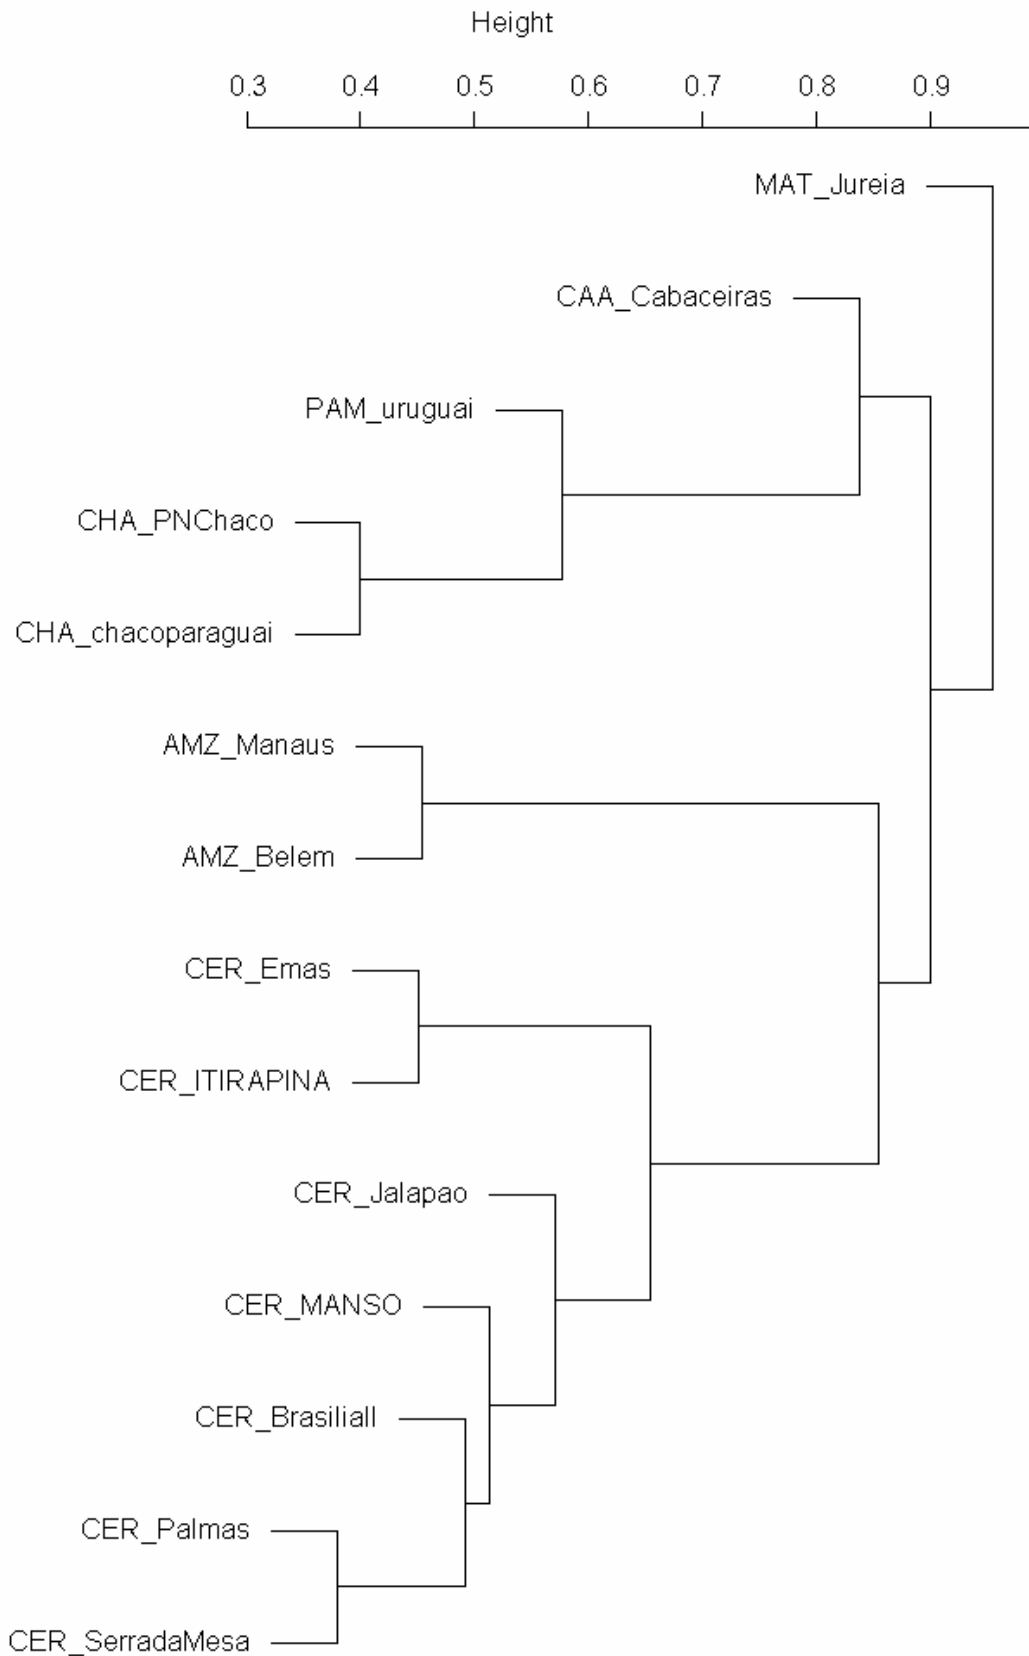 Height
0.3 0.4 0.5 0.6 0.7 0.8 0.9
MAT_Jureia
CAA_Cabaceiras
PAM_uruguai
CHA_PNChaco
CHA_chacoparaguai
AMZ_Manaus
AMZ_Belem
CER_Emas
CER_ITIRAPINA
CER_Jalapao
CER_MANSO
CER_BrasiliaII
CER_Palmas
CER_SerradaMesa